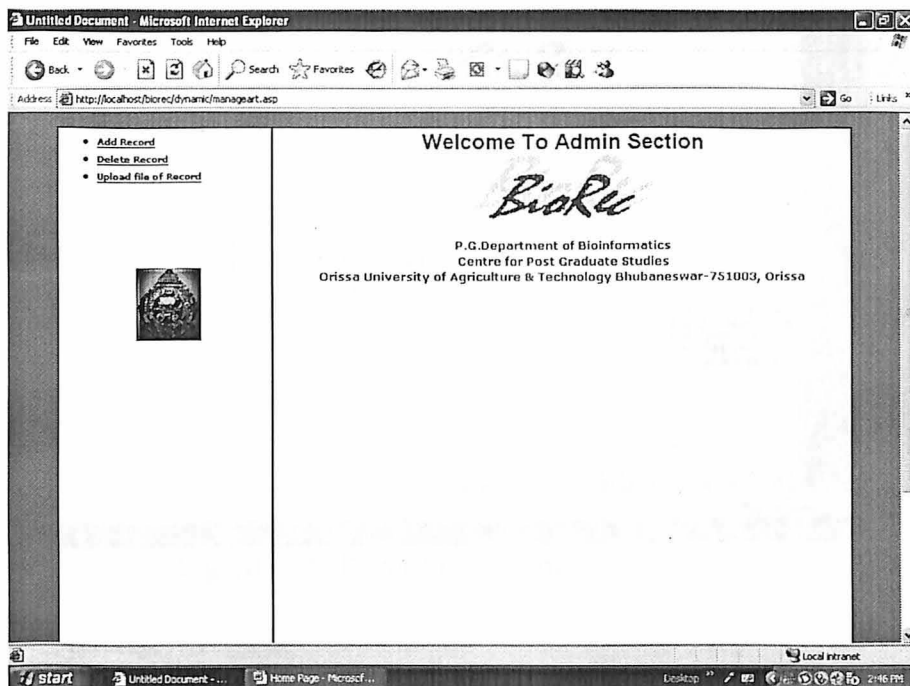 Untitled Document - Microsoft Internet Explorer
File Edit View Favorites Tools Help
Back Search Favorites
Address http://localhost/biorec/dynamic/manageart.asp Go Links »
Add Record
Delete Record
Upload file of Record
Welcome To Admin Section
BioRec
P.G.Department of Bioinformatics
Centre for Post Graduate Studies
Orissa University of Agriculture & Technology Bhubaneswar-751003, Orissa
Local intranet
start Untitled Document - ... Home Page - Microsof... Desktop » 2:46 PM